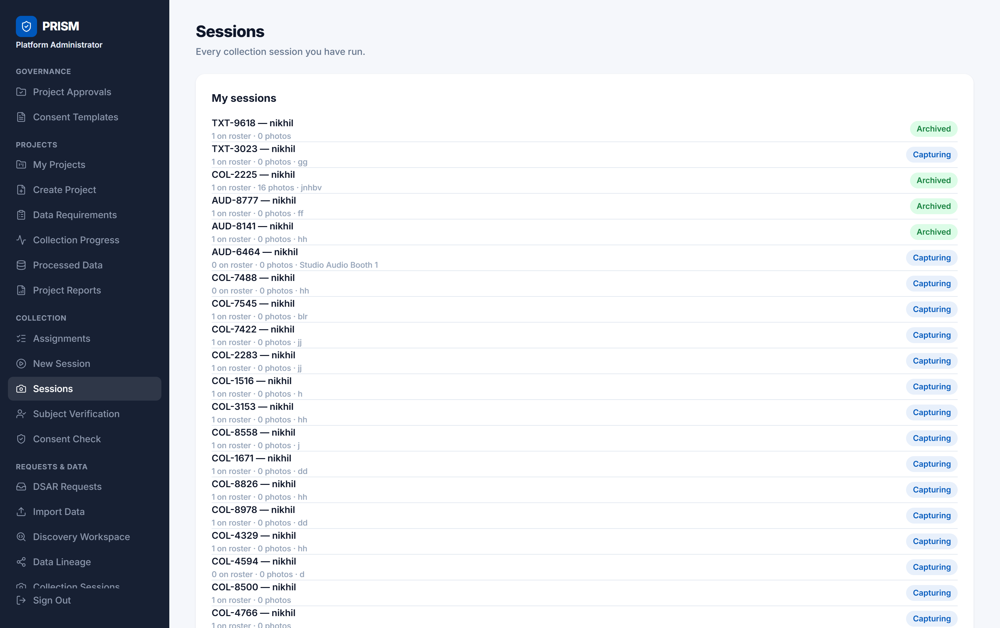 PRISM
Platform Administrator
GOVERNANCE
Project Approvals
Consent Templates
PROJECTS
My Projects
Create Project
Data Requirements
Collection Progress
Processed Data
Project Reports
COLLECTION
Assignments
New Session
Sessions
Subject Verification
Consent Check
REQUESTS & DATA
DSAR Requests
Import Data
Discovery Workspace
Data Lineage
Collection Sessions
Sign Out
Sessions
Every collection session you have run.
My sessions
TXT-9618 — nikhil
1 on roster · 0 photos
Archived
TXT-3023 — nikhil
1 on roster · 0 photos · gg
Capturing
COL-2225 — nikhil
1 on roster · 16 photos · jnhbv
Archived
AUD-8777 — nikhil
1 on roster · 0 photos · ff
Archived
AUD-8141 — nikhil
1 on roster · 0 photos · hh
Archived
AUD-6464 — nikhil
0 on roster · 0 photos · Studio Audio Booth 1
Capturing
COL-7488 — nikhil
0 on roster · 0 photos · hh
Capturing
COL-7545 — nikhil
1 on roster · 0 photos · blr
Capturing
COL-7422 — nikhil
1 on roster · 0 photos · jj
Capturing
COL-2283 — nikhil
1 on roster · 0 photos · jj
Capturing
COL-1516 — nikhil
1 on roster · 0 photos · h
Capturing
COL-3153 — nikhil
1 on roster · 0 photos · hh
Capturing
COL-8558 — nikhil
1 on roster · 0 photos · j
Capturing
COL-1671 — nikhil
1 on roster · 0 photos · dd
Capturing
COL-8826 — nikhil
1 on roster · 0 photos · hh
Capturing
COL-8978 — nikhil
1 on roster · 0 photos · dd
Capturing
COL-4329 — nikhil
1 on roster · 0 photos · hh
Capturing
COL-4594 — nikhil
0 on roster · 0 photos · d
Capturing
COL-8500 — nikhil
1 on roster · 0 photos
Capturing
COL-4766 — nikhil
1 on roster · 0 photos
Capturing